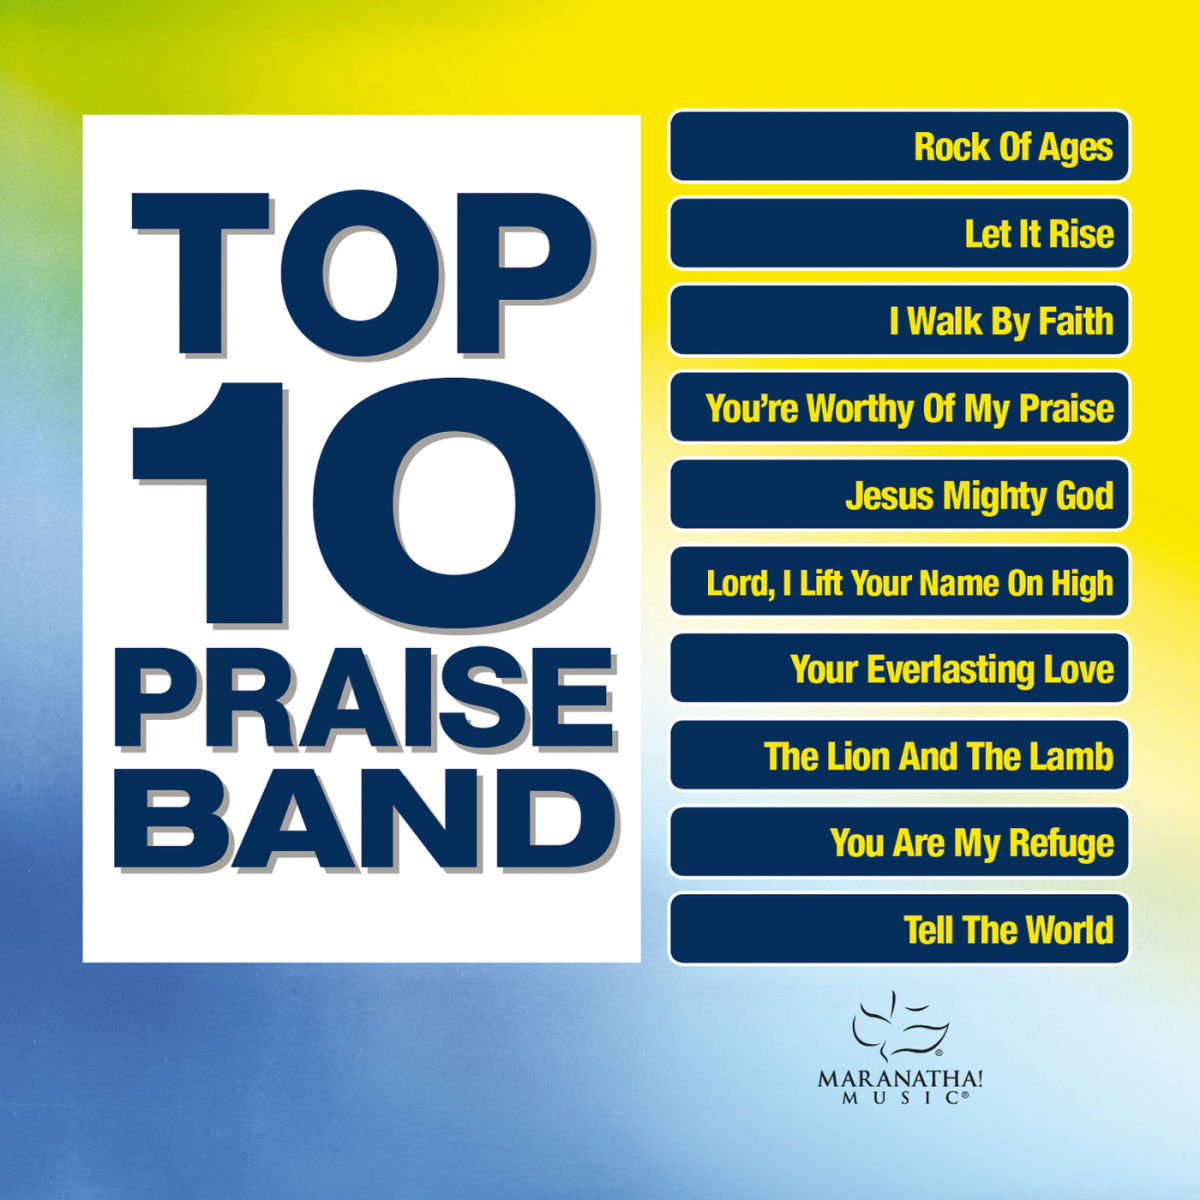 TOP
10
PRAISE
BAND
Rock Of Ages
Let It Rise
I Walk By Faith
You’re Worthy Of My Praise
Jesus Mighty God
Lord, I Lift Your Name On High
Your Everlasting Love
The Lion And The Lamb
You Are My Refuge
Tell The World
®
MARANATHA!
MUSIC®